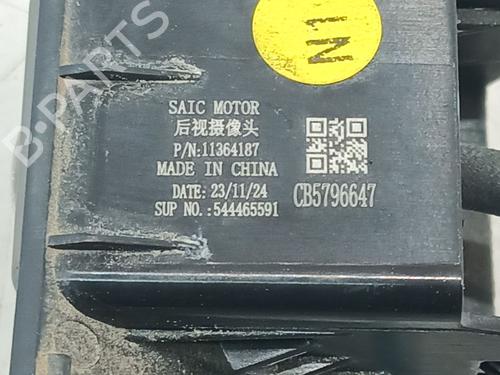 B-PARTS
IN
SAIC MOTOR
后视摄像头
P/N:11364187
MADE IN CHINA
DATE: 23/11/24
SUP NO.: 544465591
CB5796647